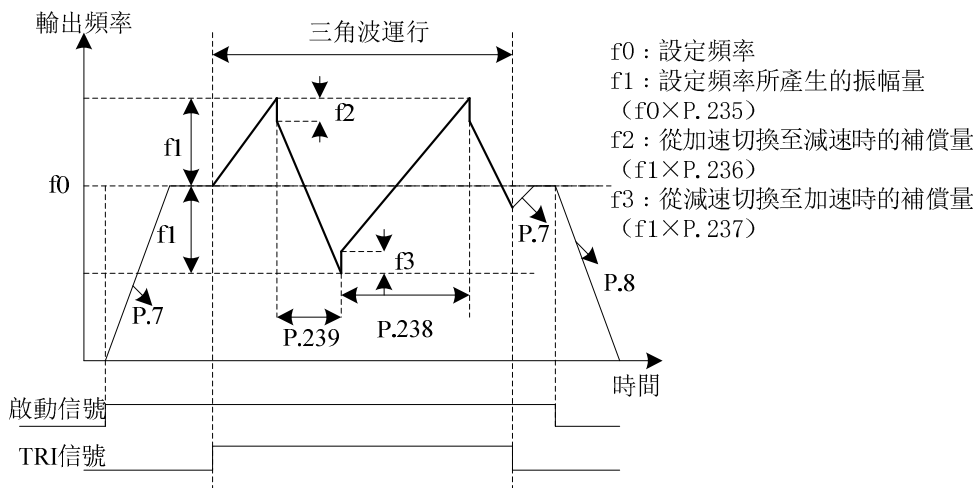 輸出頻率
三角波運行
f0：設定頻率
f1：設定頻率所產生的振幅量
（f0×P.235）
f2：從加速切換至減速時的補償量
（f1×P.236）
f3：從減速切換至加速時的補償量
（f1×P.237）
f2
f1
f0
f1
f3
P.7
P.7
P.8
P.239
P.238
時間
啟動信號
TRI信號